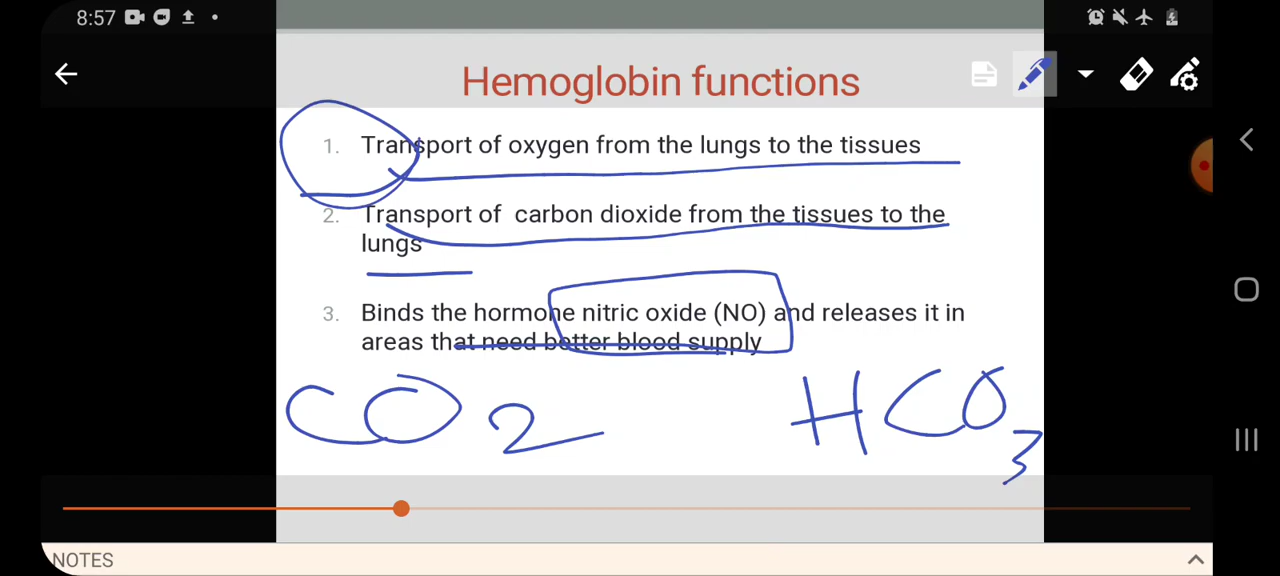 8:57
Hemoglobin functions
1. Transport of oxygen from the lungs to the tissues
2. Transport of carbon dioxide from the tissues to the
lungs
3. Binds the hormone nitric oxide (NO) and releases it in
areas that need better blood supply
CO2 HCO3
NOTES